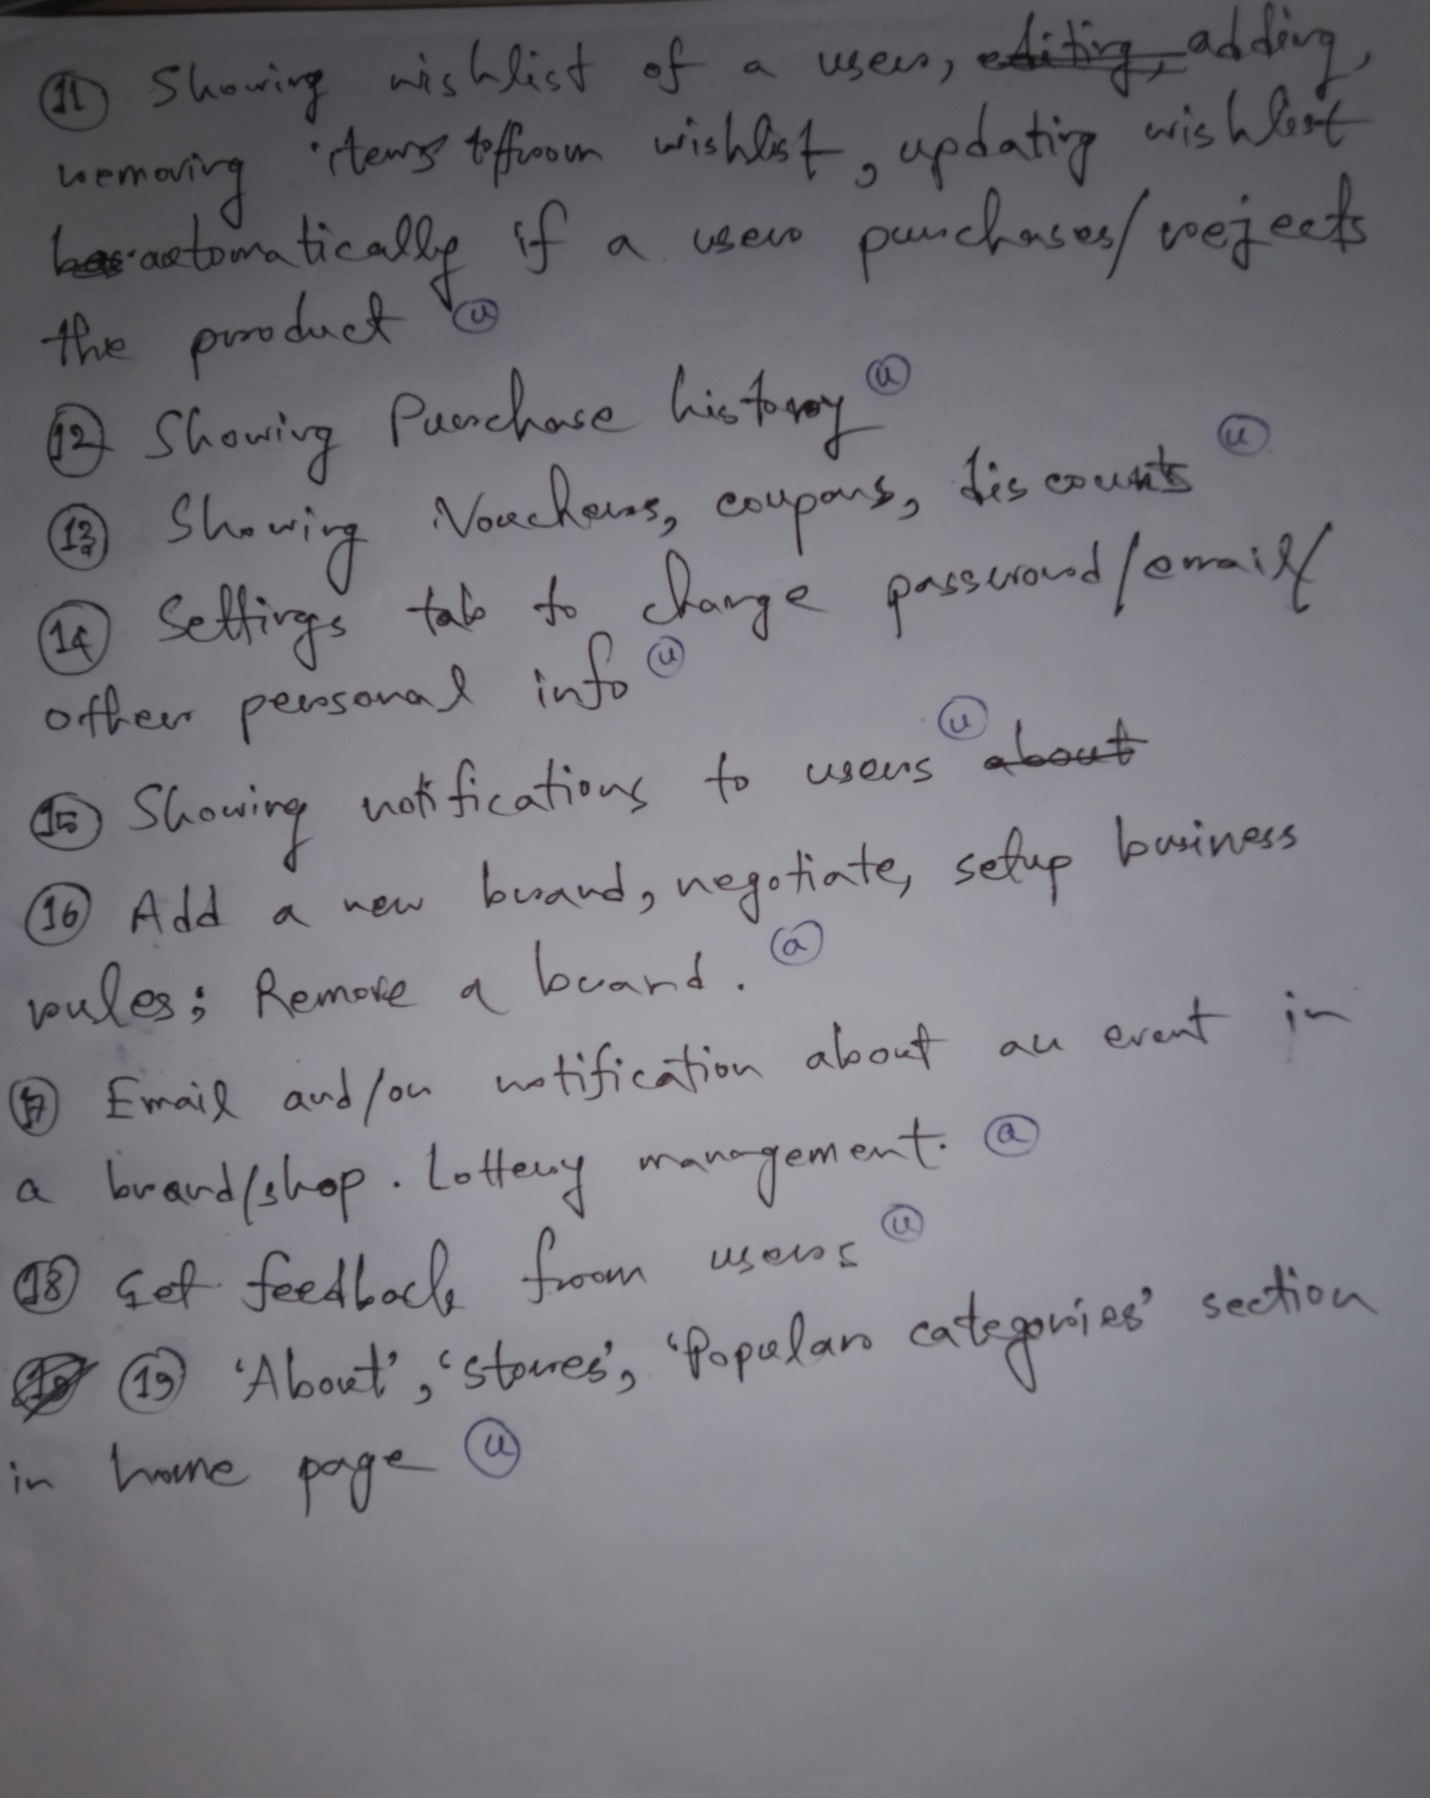 11 Showing wishlist of a user, editing, adding,
removing items to/from wishlist, updating wishlist
automatically if a user purchases/rejects
the product u
12 Showing Purchase history u
13 Showing Vouchers, coupons, discounts u
14 Settings tab to change password/email/
other personal info u
15 Showing notifications to users u about
16 Add a new brand, negotiate, setup business
rules; Remove a brand. a
17 Email and/or notification about an event in
a brand/shop. Lottery management. a
18 Get feedback from users u
19 'About', 'Stores', 'Popular categories' section
in home page u